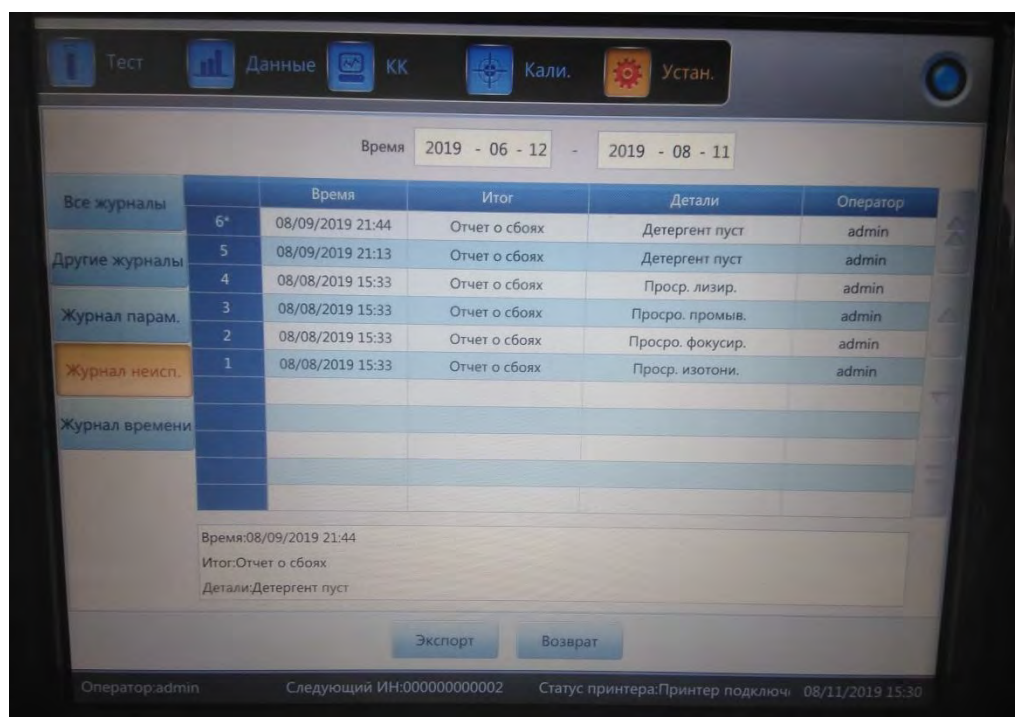 Тест Данные КК Кали. Устан.
Время 2019 - 06 - 12 - 2019 - 08 - 11
Все журналы
Другие журналы
Журнал парам.
Журнал неисп.
Журнал времени
Время Итог Детали Оператор
6* 08/09/2019 21:44 Отчет о сбоях Детергент пуст admin
5 08/09/2019 21:13 Отчет о сбоях Детергент пуст admin
4 08/08/2019 15:33 Отчет о сбоях Проср. лизир. admin
3 08/08/2019 15:33 Отчет о сбоях Просро. промыв. admin
2 08/08/2019 15:33 Отчет о сбоях Просро. фокусир. admin
1 08/08/2019 15:33 Отчет о сбоях Проср. изотони. admin
Время:08/09/2019 21:44
Итог:Отчет о сбоях
Детали:Детергент пуст
Экспорт Возврат
Оператор:admin Следующий ИН:000000000002 Статус принтера:Принтер подключ 08/11/2019 15:30